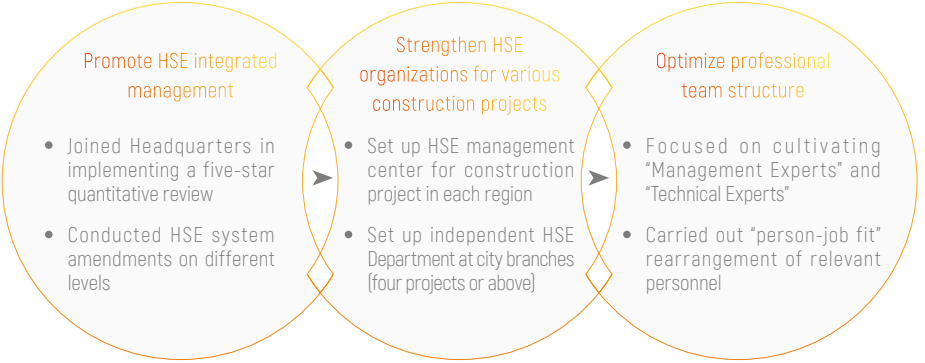 Promote HSE integrated
management
• Joined Headquarters in
implementing a five-star
quantitative review
• Conducted HSE system
amendments on different
levels
Strengthen HSE
organizations for various
construction projects
• Set up HSE management
center for construction
project in each region
• Set up independent HSE
Department at city branches
(four projects or above)
Optimize professional
team structure
• Focused on cultivating
“Management Experts” and
“Technical Experts”
• Carried out “person-job fit”
rearrangement of relevant
personnel